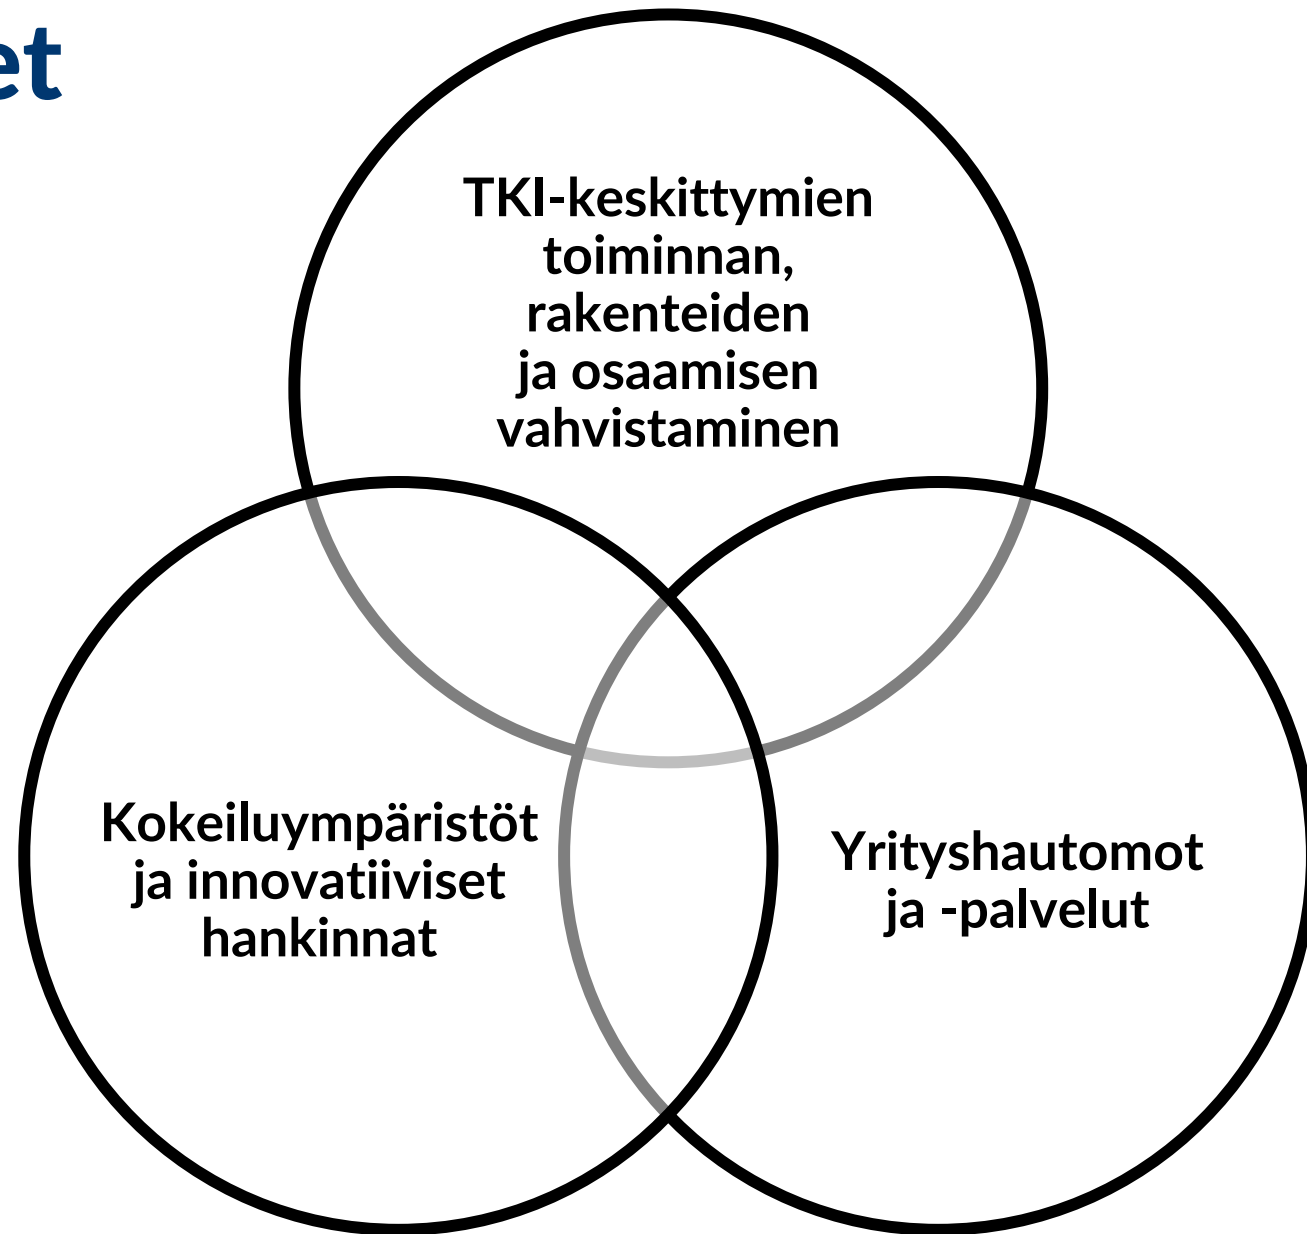 et
TKI-keskittymien
toiminnan,
rakenteiden
ja osaamisen
vahvistaminen
Kokeiluympäristöt
ja innovatiiviset
hankinnat
Yrityshautomot
ja -palvelut